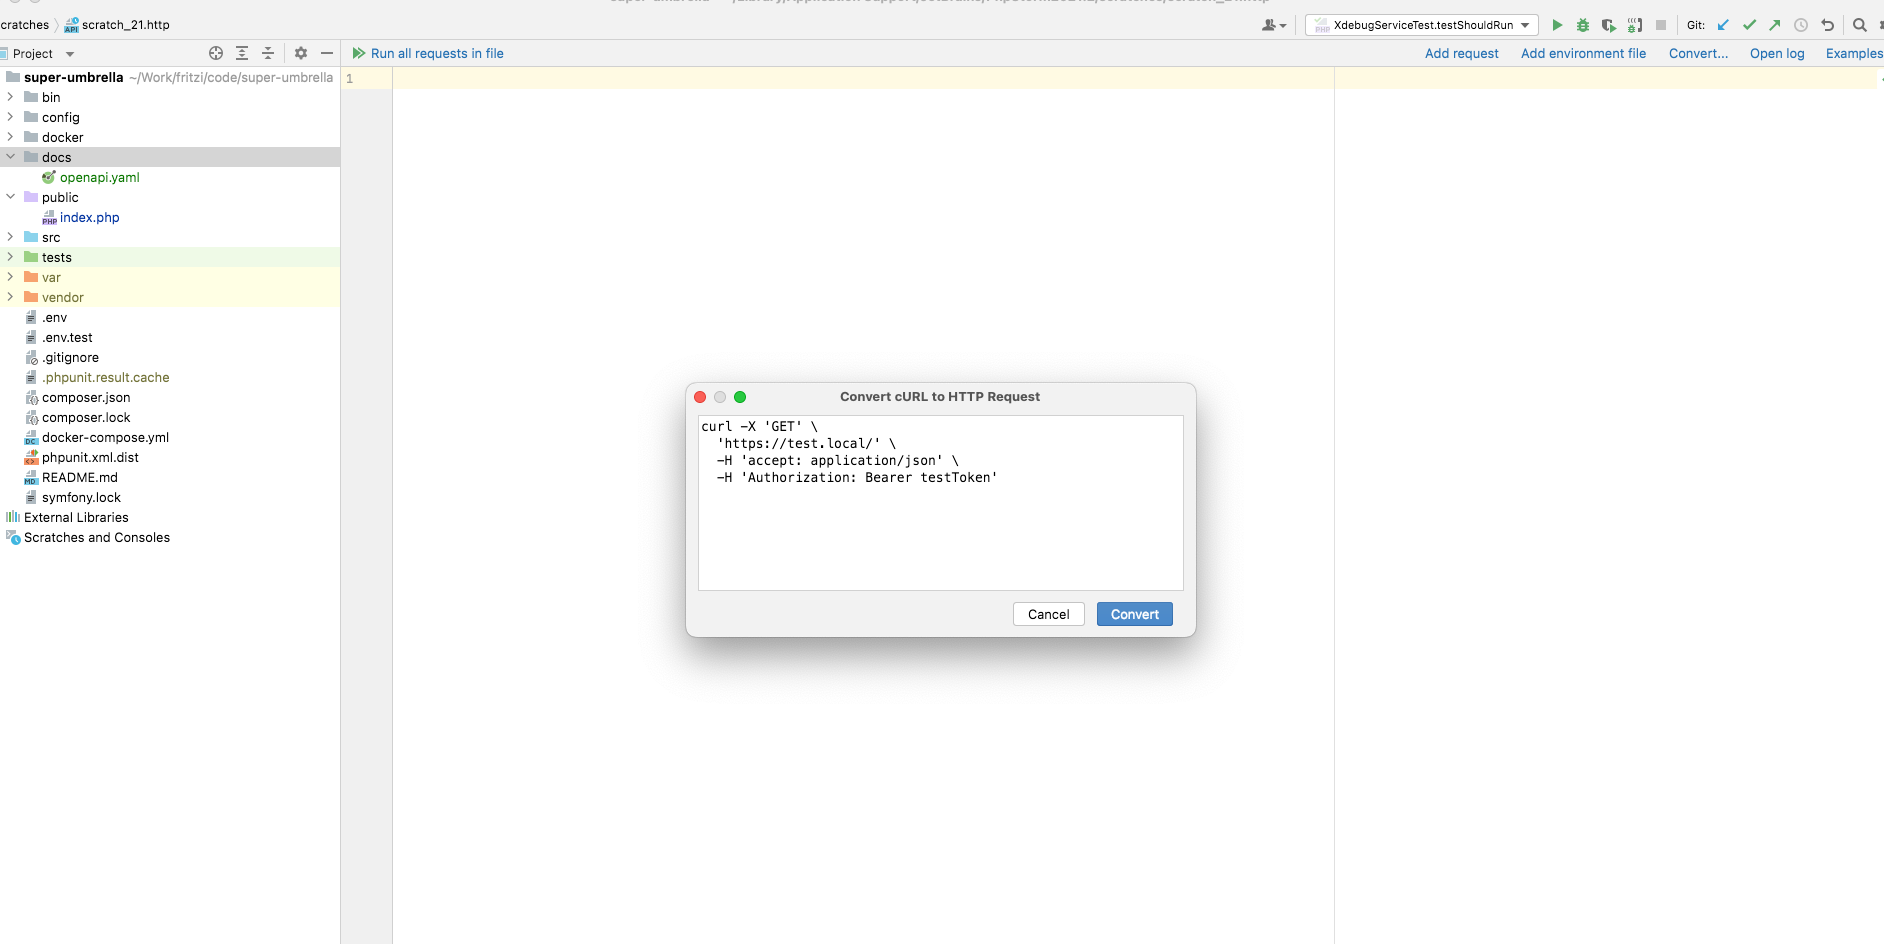 cratches scratch_21.http
XdebugServiceTest.testShouldRun Git:
Project
Run all requests in file Add request Add environment file Convert... Open log Examples
super-umbrella ~/Work/fritzi/code/super-umbrella
1
bin
config
docker
docs
openapi.yaml
public
index.php
src
tests
var
vendor
.env
.env.test
.gitignore
.phpunit.result.cache
composer.json
composer.lock
docker-compose.yml
phpunit.xml.dist
README.md
symfony.lock
External Libraries
Scratches and Consoles
Convert cURL to HTTP Request
curl -X 'GET' \
'https://test.local/' \
-H 'accept: application/json' \
-H 'Authorization: Bearer testToken'
Cancel Convert